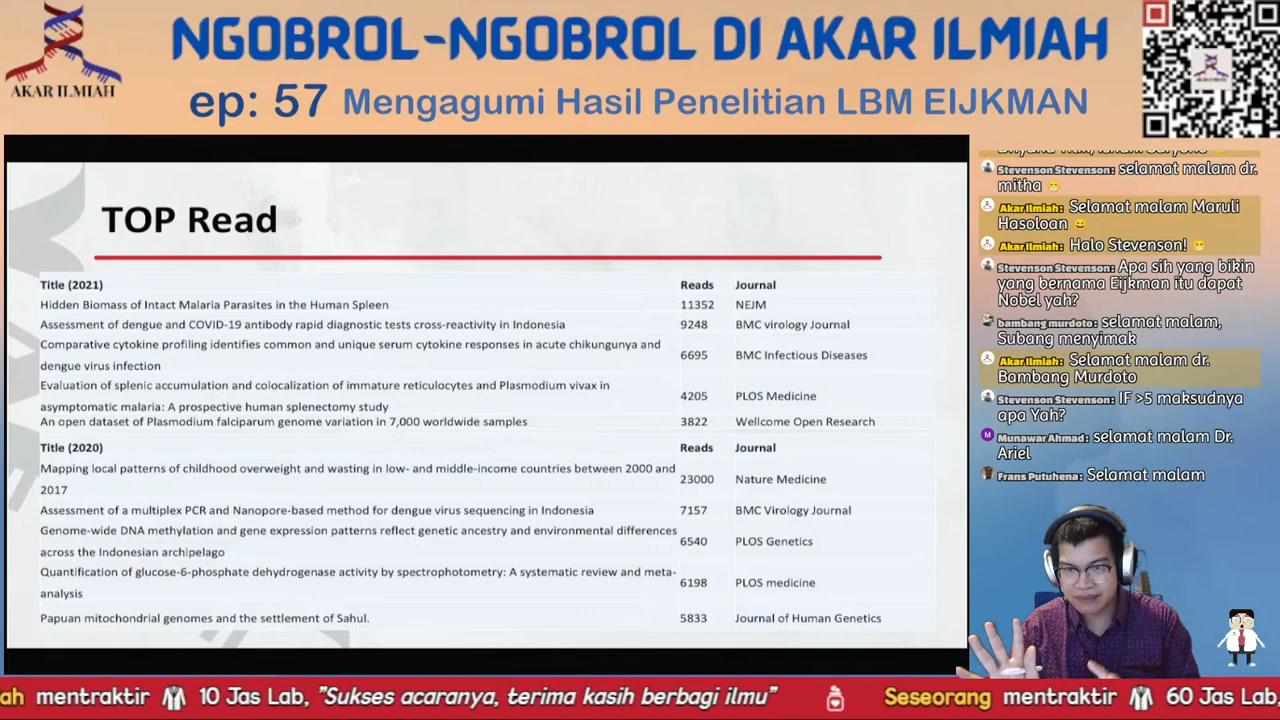 AKAR ILMIAH
NGOBROL-NGOBROL DI AKAR ILMIAH
ep: 57 Mengagumi Hasil Penelitian LBM EIJKMAN
TOP Read
Title (2021) Reads Journal
Hidden Biomass of Intact Malaria Parasites in the Human Spleen 11352 NEJM
Assessment of dengue and COVID-19 antibody rapid diagnostic tests cross-reactivity in Indonesia 9248 BMC virology Journal
Comparative cytokine profiling identifies common and unique serum cytokine responses in acute chikungunya and
dengue virus infection 6695 BMC Infectious Diseases
Evaluation of splenic accumulation and colocalization of immature reticulocytes and Plasmodium vivax in
asymptomatic malaria: A prospective human splenectomy study 4205 PLOS Medicine
An open dataset of Plasmodium falciparum genome variation in 7,000 worldwide samples 3822 Wellcome Open Research
Title (2020) Reads Journal
Mapping local patterns of childhood overweight and wasting in low- and middle-income countries between 2000 and
2017 23000 Nature Medicine
Assessment of a multiplex PCR and Nanopore-based method for dengue virus sequencing in Indonesia 7157 BMC Virology Journal
Genome-wide DNA methylation and gene expression patterns reflect genetic ancestry and environmental differences
across the Indonesian archipelago 6540 PLOS Genetics
Quantification of glucose-6-phosphate dehydrogenase activity by spectrophotometry: A systematic review and meta-
analysis 6198 PLOS medicine
Papuan mitochondrial genomes and the settlement of Sahul. 5833 Journal of Human Genetics
Stevenson Stevenson: selamat malam dr.
mitha 😁
Akar Ilmiah: Selamat malam Maruli
Hasoloan 😄
Akar Ilmiah: Halo Stevenson! 😁
Stevenson Stevenson: Apa sih yang bikin
yang bernama Eijkman itu dapat
Nobel yah?
bambang murdoto: selamat malam,
Subang menyimak
Akar Ilmiah: Selamat malam dr.
Bambang Murdoto
Stevenson Stevenson: IF >5 maksudnya
apa Yah?
M Munawar Ahmad: selamat malam Dr.
Ariel
Frans Putuhena: Selamat malam
ah mentraktir 10 Jas Lab, "Sukses acaranya, terima kasih berbagi ilmu" Seseorang mentraktir 60 Jas Lab,